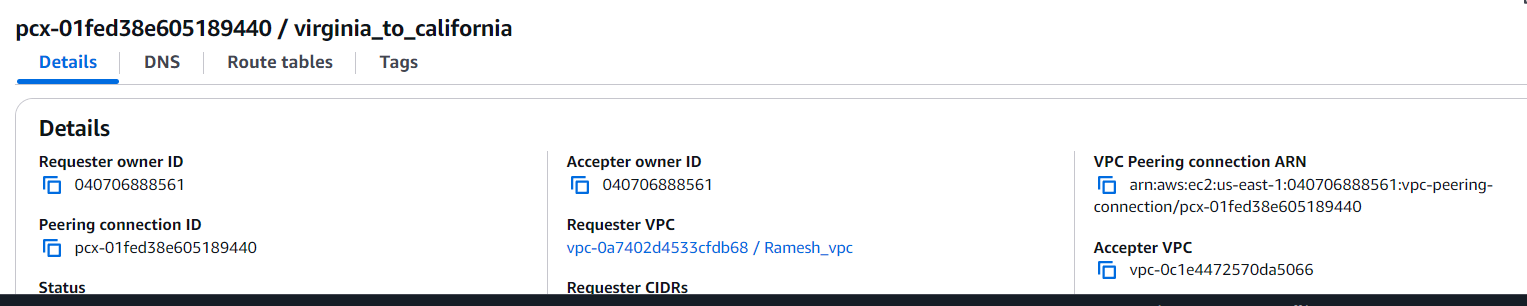 pcx-01fed38e605189440 / virginia_to_california
Details
DNS
Route tables
Tags
Details
Requester owner ID
040706888561
Peering connection ID
pcx-01fed38e605189440
Status
Accepter owner ID
040706888561
Requester VPC
vpc-0a7402d4533cfdb68 / Ramesh_vpc
Requester CIDRs
VPC Peering connection ARN
arn:aws:ec2:us-east-1:040706888561:vpc-peering-
connection/pcx-01fed38e605189440
Accepter VPC
vpc-0c1e4472570da5066